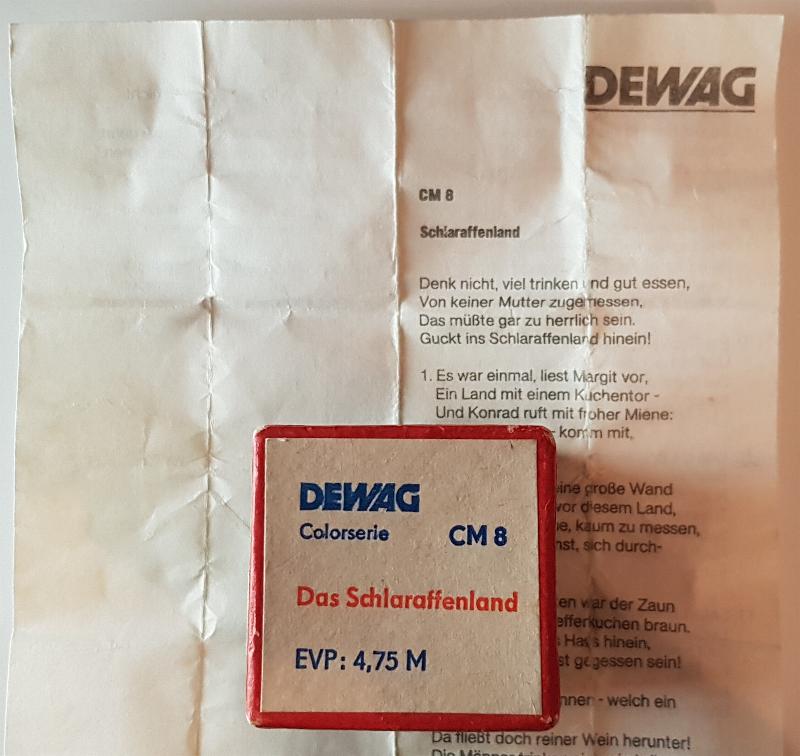 DEWAG
CM 8
Schlaraffenland
Denk nicht, viel trinken und gut essen,
Von keiner Mutter zugemessen,
Das müßte gar zu herrlich sein.
Guckt ins Schlaraffenland hinein!
1. Es war einmal, liest Margit vor,
Ein Land mit einem Kuchentor -
Und Konrad ruft mit froher Miene:
- komm mit,
eine große Wand
vor diesem Land,
kaum zu messen,
sich durch-
war der Zaun
efferkuchen braun.
Hans hinein,
gegessen sein!
- welch ein
Da fließt doch reiner Wein herunter!
DEWAG
Colorserie CM 8
Das Schlaraffenland
EVP: 4,75 M